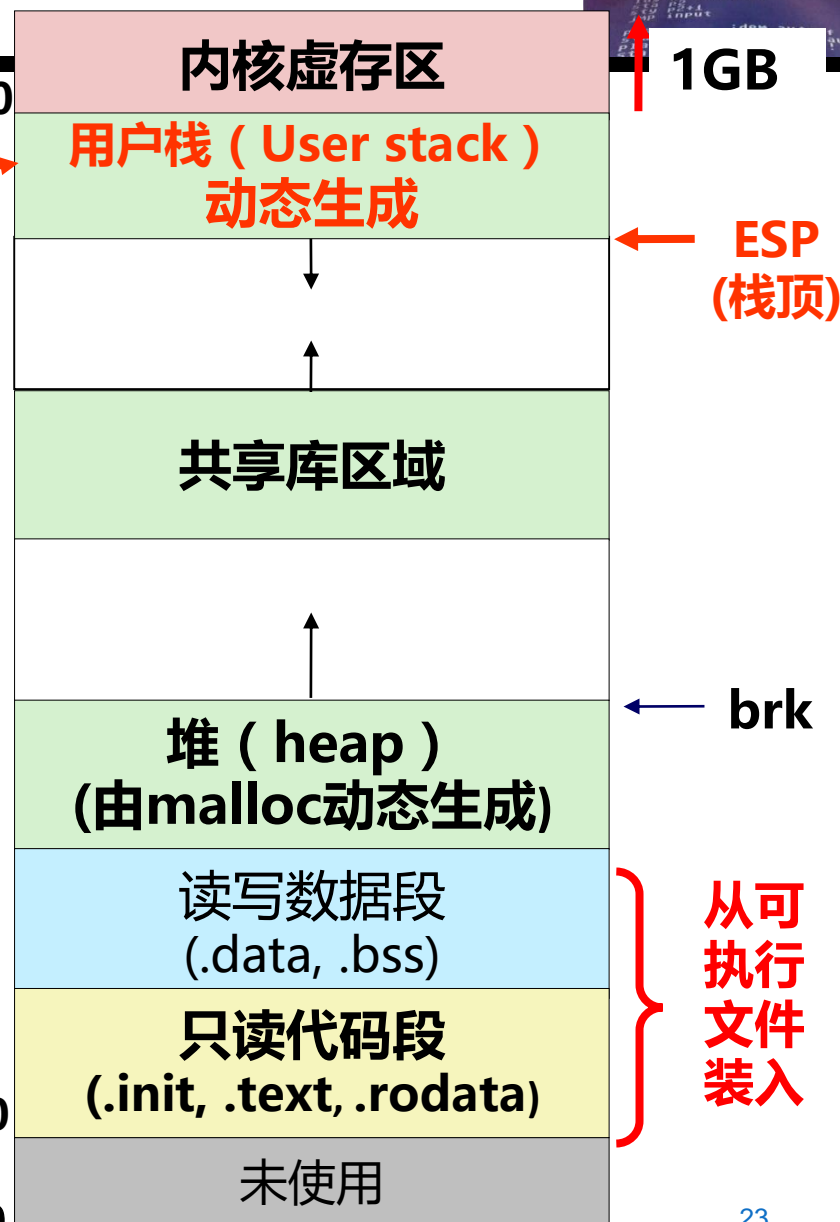 内核虚存区
1GB
0
用户栈（User stack）
动态生成
ESP
(栈顶)
共享库区域
brk
堆（heap）
(由malloc动态生成)
读写数据段
(.data, .bss)
从可
执行
文件
装入
只读代码段
(.init, .text, .rodata)
0
未使用
0
23